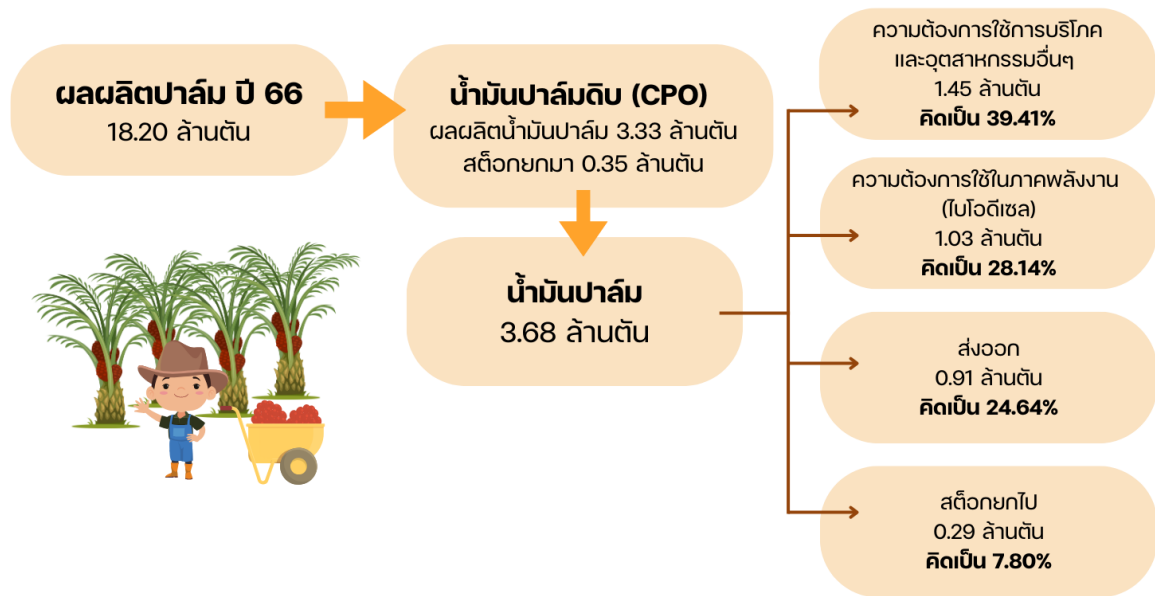 ผลผลิตปาล์ม ปี 66
18.20 ล้านตัน
น้ำมันปาล์มดิบ (CPO)
ผลผลิตน้ำมันปาล์ม 3.33 ล้านตัน
สต็อกยกมา 0.35 ล้านตัน
น้ำมันปาล์ม
3.68 ล้านตัน
ความต้องการใช้การบริโภค
และอุตสาหกรรมอื่นๆ
1.45 ล้านตัน
คิดเป็น 39.41%
ความต้องการใช้ในภาคพลังงาน
(ไบโอดีเซล)
1.03 ล้านตัน
คิดเป็น 28.14%
ส่งออก
0.91 ล้านตัน
คิดเป็น 24.64%
สต็อกยกไป
0.29 ล้านตัน
คิดเป็น 7.80%